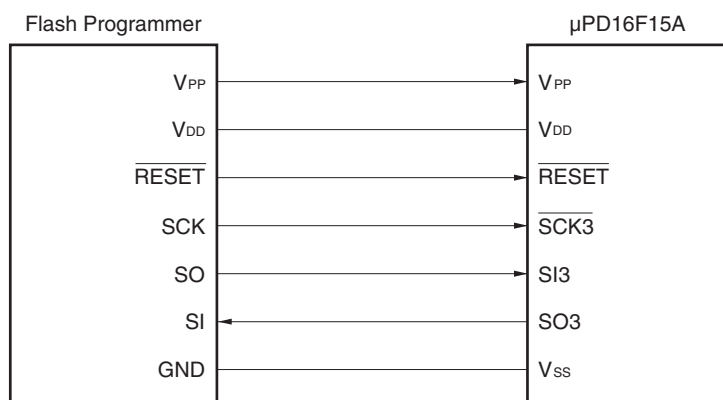 Flash Programmer µPD16F15A
VPP VPP
VDD VDD
RESET RESET
SCK SCK3
SO SI3
SI SO3
GND VSS